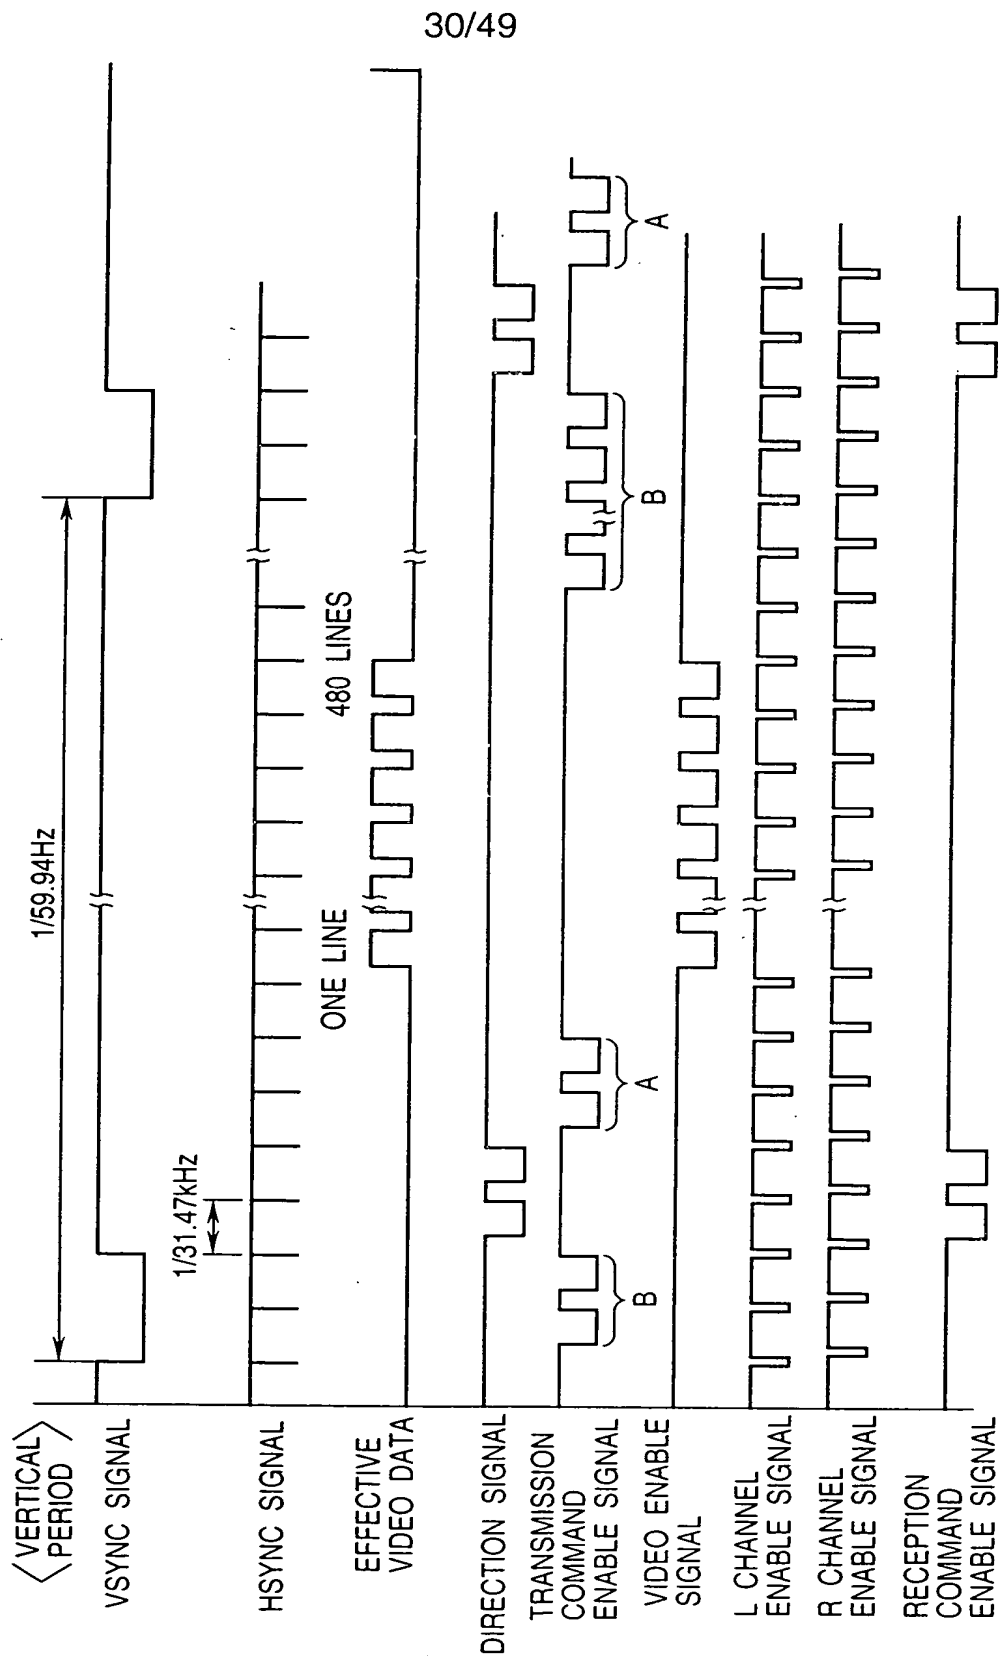 30/49
〈VERTICAL
PERIOD〉
VSYNC SIGNAL
1/59.94Hz
HSYNC SIGNAL
1/31.47kHz
EFFECTIVE
VIDEO DATA
ONE LINE
480 LINES
DIRECTION SIGNAL
TRANSMISSION
COMMAND
ENABLE SIGNAL
B
A
B
A
VIDEO ENABLE
SIGNAL
L CHANNEL
ENABLE SIGNAL
R CHANNEL
ENABLE SIGNAL
RECEPTION
COMMAND
ENABLE SIGNAL